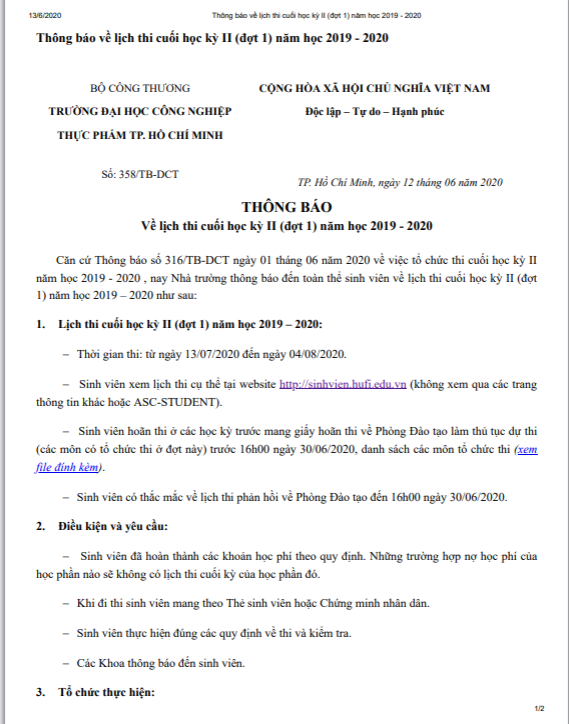 13/6/2020 Thông báo về lịch thi cuối học kỳ II (đợt 1) năm học 2019 - 2020
Thông báo về lịch thi cuối học kỳ II (đợt 1) năm học 2019 - 2020
BỘ CÔNG THƯƠNG CỘNG HÒA XÃ HỘI CHỦ NGHĨA VIỆT NAM
TRƯỜNG ĐẠI HỌC CÔNG NGHIỆP Độc lập – Tự do – Hạnh phúc
THỰC PHẨM TP. HỒ CHÍ MINH
Số: 358/TB-DCT
TP. Hồ Chí Minh, ngày 12 tháng 06 năm 2020
THÔNG BÁO
Về lịch thi cuối học kỳ II (đợt 1) năm học 2019 - 2020
Căn cứ Thông báo số 316/TB-DCT ngày 01 tháng 06 năm 2020 về việc tổ chức thi cuối học kỳ II
năm học 2019 - 2020 , nay Nhà trường thông báo đến toàn thể sinh viên về lịch thi cuối học kỳ II (đợt
1) năm học 2019 – 2020 như sau:
1. Lịch thi cuối học kỳ II (đợt 1) năm học 2019 – 2020:
− Thời gian thi: từ ngày 13/07/2020 đến ngày 04/08/2020.
− Sinh viên xem lịch thi cụ thể tại website http://sinhvien.hufi.edu.vn (không xem qua các trang
thông tin khác hoặc ASC-STUDENT).
− Sinh viên hoãn thi ở các học kỳ trước mang giấy hoãn thi về Phòng Đào tạo làm thủ tục dự thi
(các môn có tổ chức thi ở đợt này) trước 16h00 ngày 30/06/2020, danh sách các môn tổ chức thi (xem
file đính kèm).
− Sinh viên có thắc mắc về lịch thi phản hồi về Phòng Đào tạo đến 16h00 ngày 30/06/2020.
2. Điều kiện và yêu cầu:
− Sinh viên đã hoàn thành các khoản học phí theo quy định. Những trường hợp nợ học phí của
học phần nào sẽ không có lịch thi cuối kỳ của học phần đó.
− Khi đi thi sinh viên mang theo Thẻ sinh viên hoặc Chứng minh nhân dân.
− Sinh viên thực hiện đúng các quy định về thi và kiểm tra.
− Các Khoa thông báo đến sinh viên.
3. Tổ chức thực hiện:
1/2